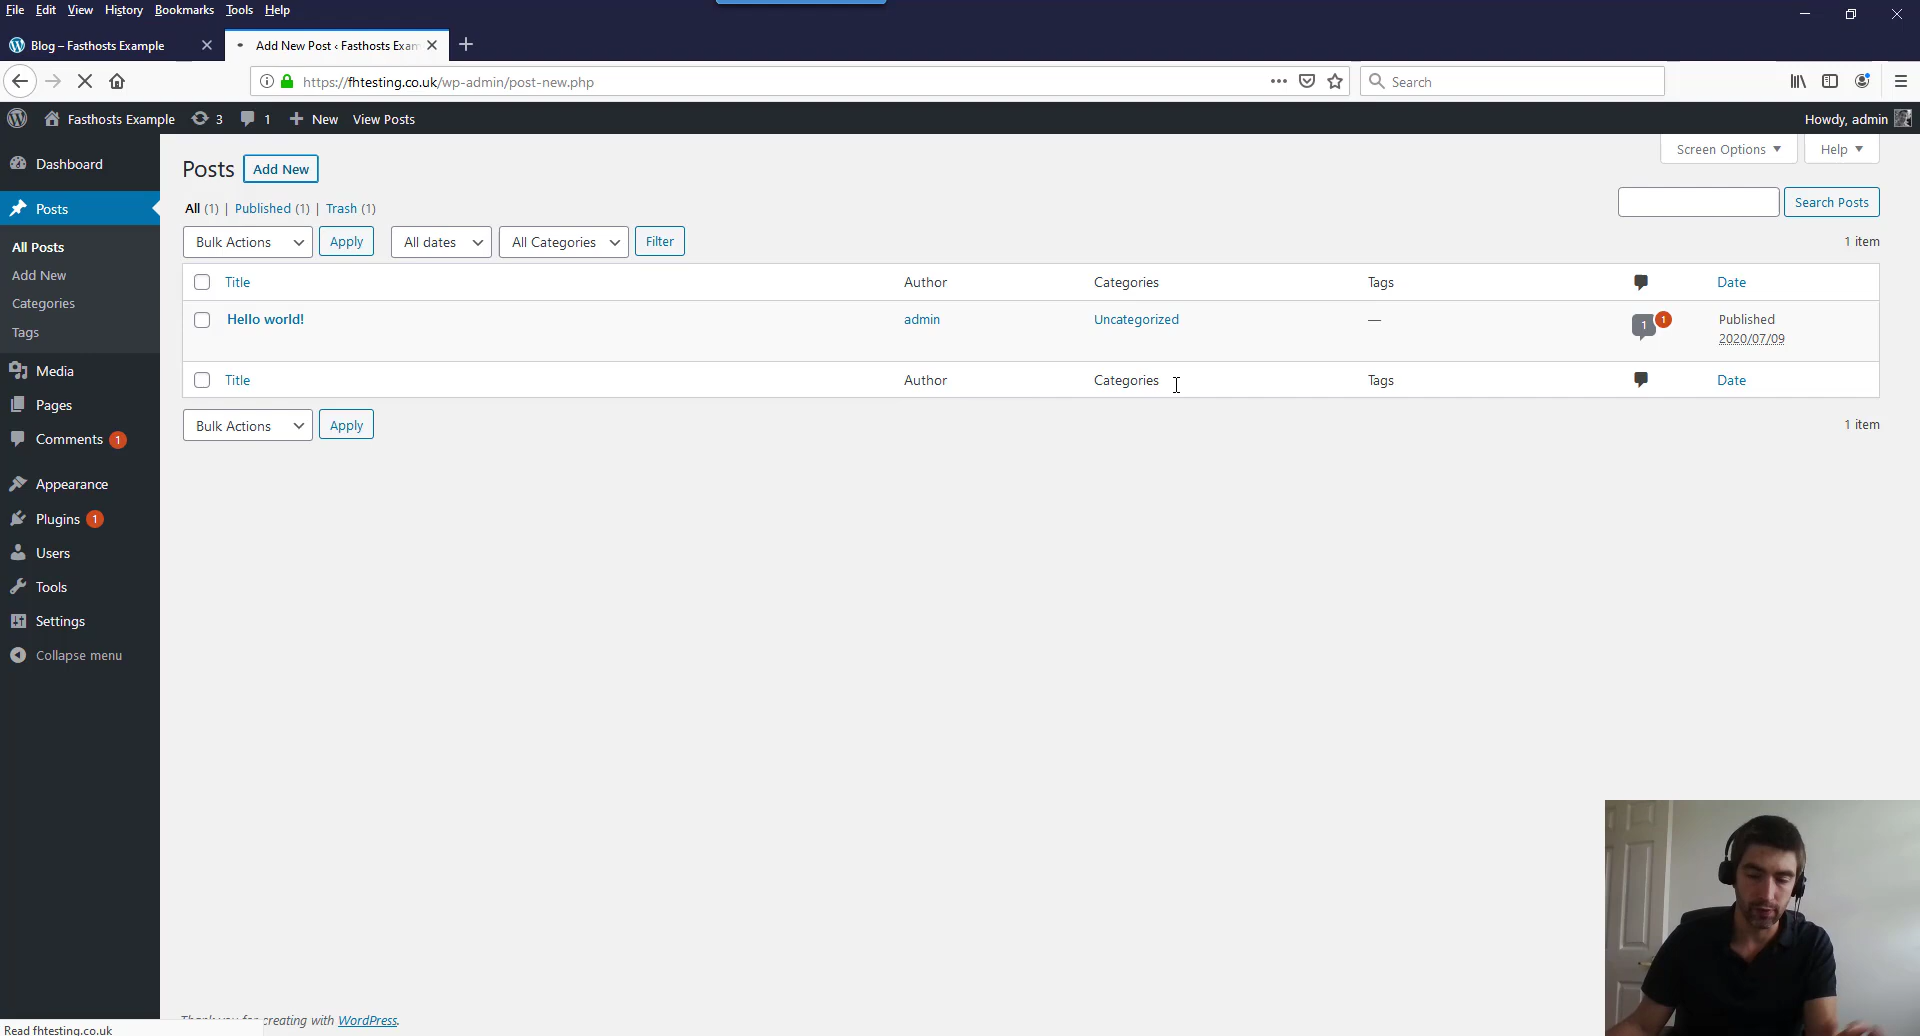 File Edit View History Bookmarks Tools Help
Blog – Fasthosts Example
Add New Post ‹ Fasthosts Exam
https://fhtesting.co.uk/wp-admin/post-new.php
Search
Fasthosts Example 3 1 New View Posts
Howdy, admin
Dashboard
Posts
All Posts
Add New
Categories
Tags
Media
Pages
Comments 1
Appearance
Plugins 1
Users
Tools
Settings
Collapse menu
Screen Options
Help
Posts Add New
All (1) | Published (1) | Trash (1)
Search Posts
Bulk Actions Apply All dates All Categories Filter
1 item
Title Author Categories Tags Date
Hello world! admin Uncategorized — 1 1 Published
2020/07/09
Title Author Categories Tags Date
Bulk Actions Apply
1 item
Thank you for creating with WordPress.
Read fhtesting.co.uk